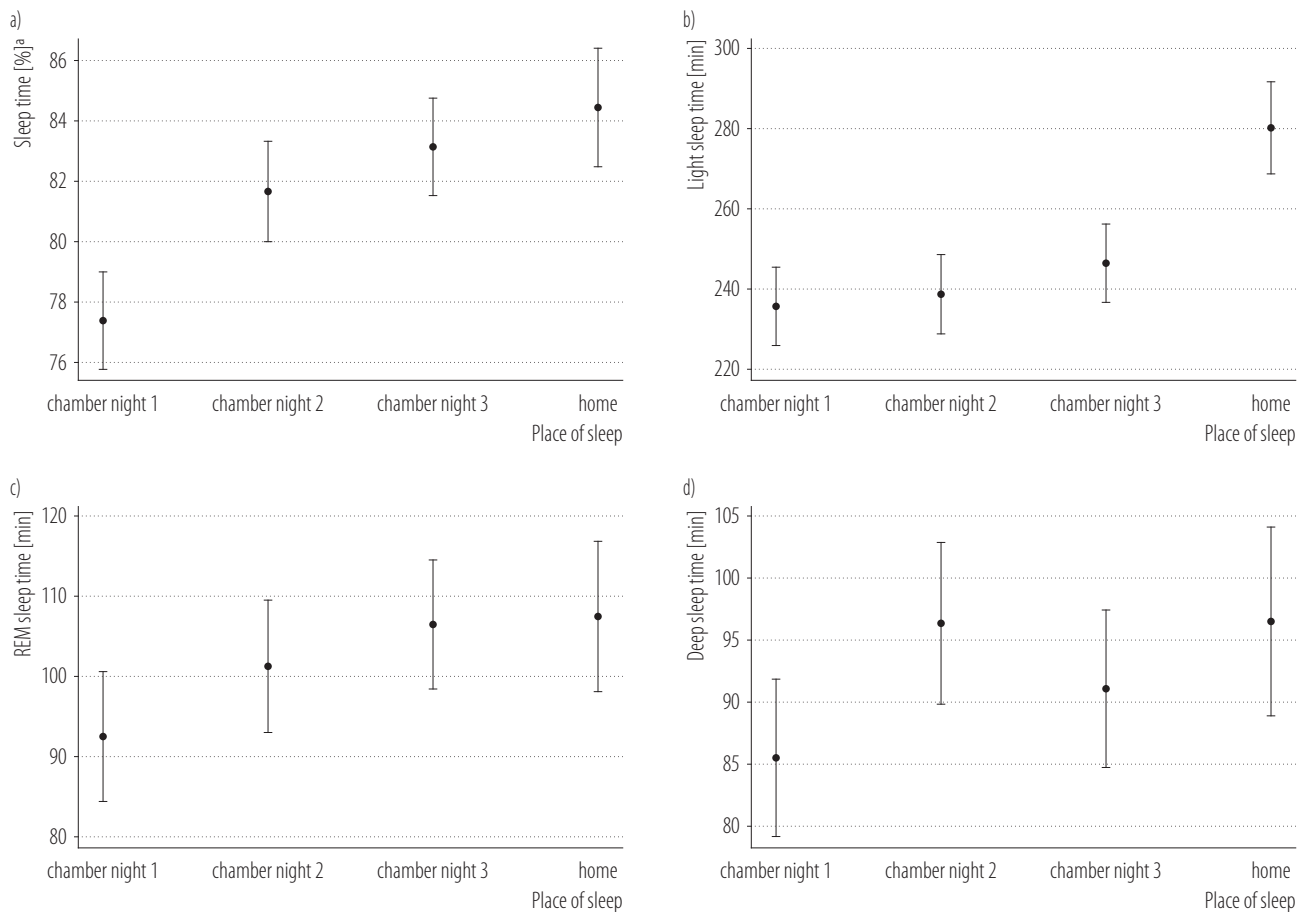 a)
Sleep time [%]ᵃ
86
84
82
80
78
76
chamber night 1 chamber night 2 chamber night 3 home
Place of sleep
b)
Light sleep time [min]
300
280
260
240
220
chamber night 1 chamber night 2 chamber night 3 home
Place of sleep
c)
REM sleep time [min]
120
110
100
90
80
chamber night 1 chamber night 2 chamber night 3 home
Place of sleep
d)
Deep sleep time [min]
105
100
95
90
85
80
chamber night 1 chamber night 2 chamber night 3 home
Place of sleep